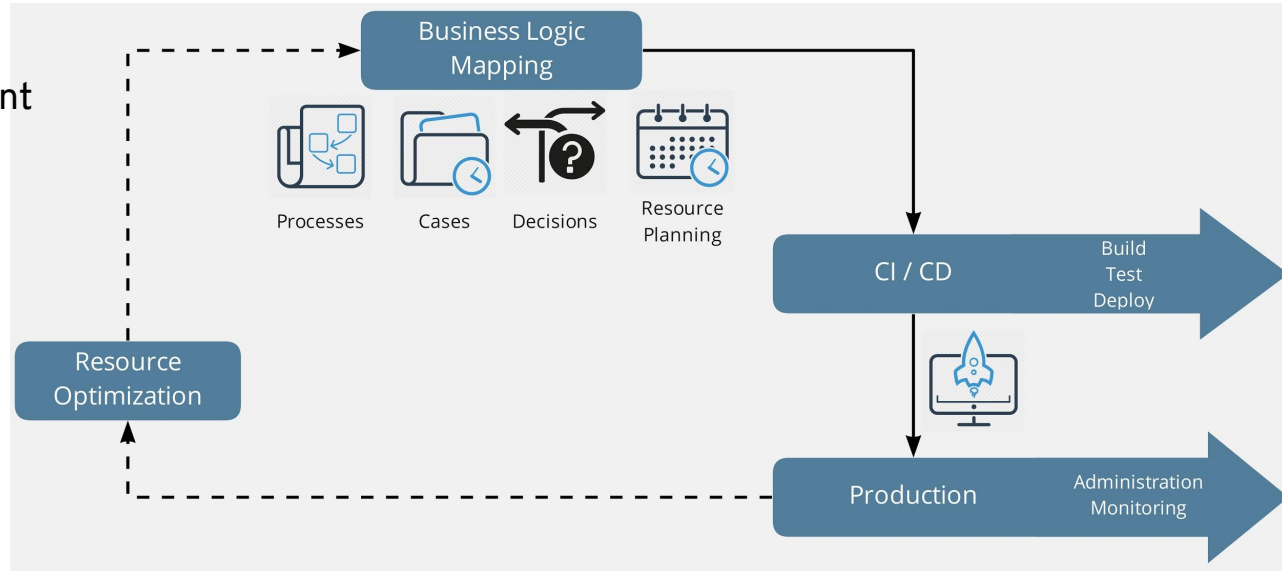 nt
Business Logic
Mapping
Processes
Cases
Decisions
Resource
Planning
CI / CD
Build
Test
Deploy
Resource
Optimization
Production
Administration
Monitoring